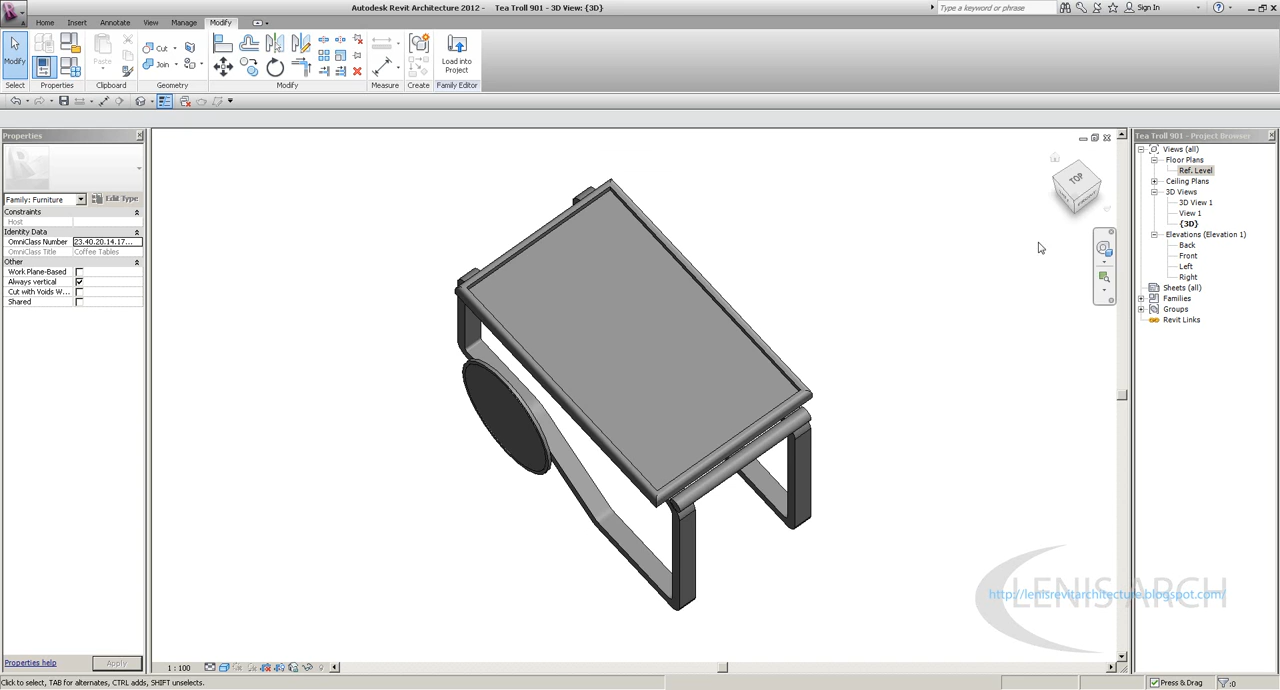 Autodesk Revit Architecture 2012 - Tea Troll 901 - 3D View: {3D}
Type a keyword or phrase
Sign In
Home Insert Annotate View Manage Modify
Modify
Paste
Cut
Join
Load into
Project
Select Properties Clipboard Geometry Modify Measure Create Family Editor
Properties
Family: Furniture
Edit Type
Constraints
Host
Identity Data
OmniClass Number 23.40.20.14.17...
OmniClass Title Coffee Tables
Other
Work Plane-Based
Always vertical
Cut with Voids W...
Shared
Properties help
Apply
TOP
FRONT
LEFT
Tea Troll 901 - Project Browser
Views (all)
Floor Plans
Ref. Level
Ceiling Plans
3D Views
3D View 1
View 1
{3D}
Elevations (Elevation 1)
Back
Front
Left
Right
Sheets (all)
Families
Groups
Revit Links
LENIS ARCH
http://lenisrevitarchitecture.blogspot.com/
1 : 100
Click to select, TAB for alternates, CTRL adds, SHIFT unselects.
Press & Drag
:0